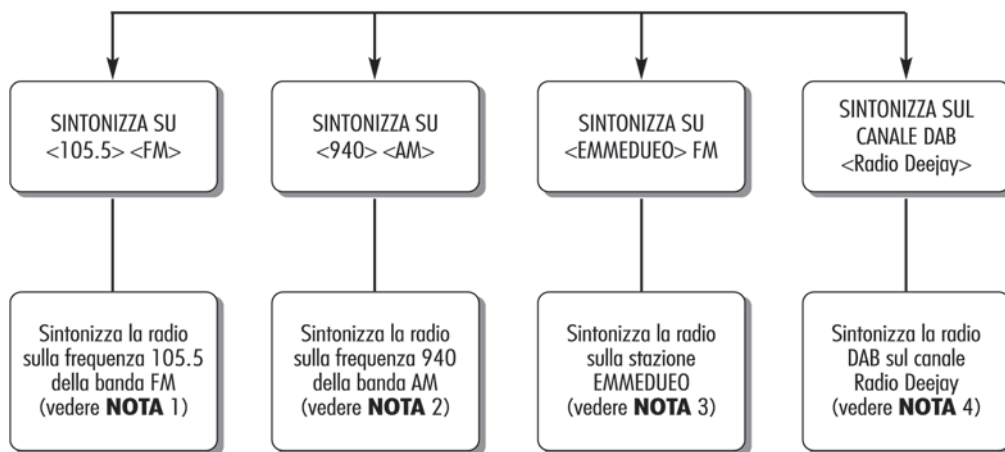 SINTONIZZA SU
<105.5> <FM>
SINTONIZZA SU
<940> <AM>
SINTONIZZA SU
<EMMEDUEO> FM
SINTONIZZA SUL
CANALE DAB
<Radio Deejay>
Sintonizza la radio
sulla frequenza 105.5
della banda FM
(vedere NOTA 1)
Sintonizza la radio
sulla frequenza 940
della banda AM
(vedere NOTA 2)
Sintonizza la radio
sulla stazione
EMMEDUEO
(vedere NOTA 3)
Sintonizza la radio
DAB sul canale
Radio Deejay
(vedere NOTA 4)